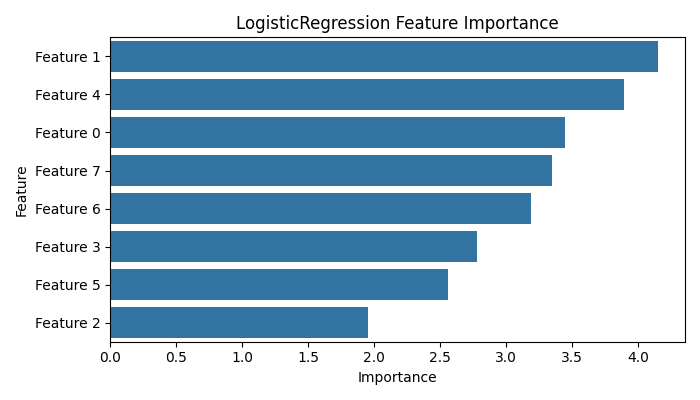 LogisticRegression Feature Importance
Feature 1
Feature 4
Feature 0
Feature 7
Feature 6
Feature 3
Feature 5
Feature 2
Feature
0.0 0.5 1.0 1.5 2.0 2.5 3.0 3.5 4.0
Importance